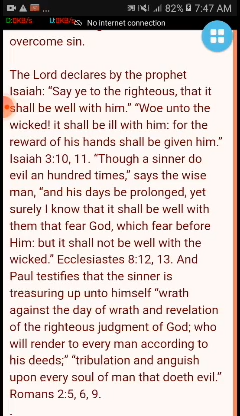 0KB/s U:0KB/s 82% 7:47 AM
No internet connection
overcome sin.
The Lord declares by the prophet
Isaiah: “Say ye to the righteous, that it
shall be well with him.” “Woe unto the
wicked! it shall be ill with him: for the
reward of his hands shall be given him.”
Isaiah 3:10, 11. “Though a sinner do
evil an hundred times,” says the wise
man, “and his days be prolonged, yet
surely I know that it shall be well with
them that fear God, which fear before
Him: but it shall not be well with the
wicked.” Ecclesiastes 8:12, 13. And
Paul testifies that the sinner is
treasuring up unto himself “wrath
against the day of wrath and revelation
of the righteous judgment of God; who
will render to every man according to
his deeds;” “tribulation and anguish
upon every soul of man that doeth evil.”
Romans 2:5, 6, 9.